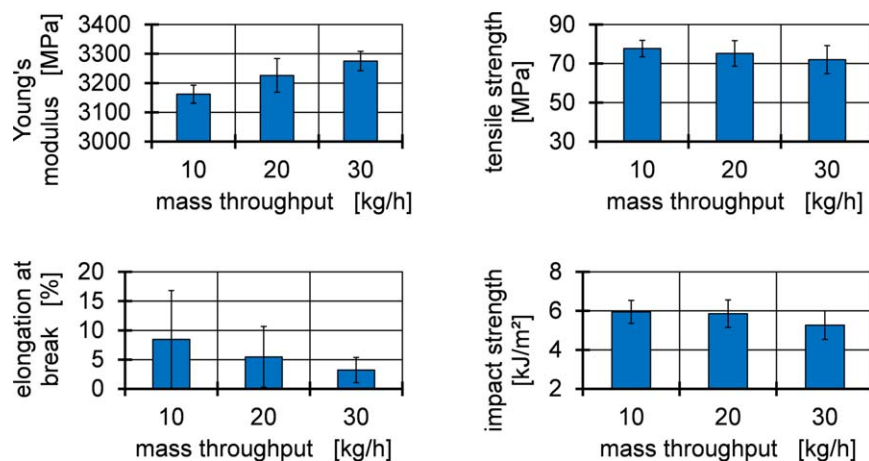 Young's
modulus [MPa]
3400
3300
3200
3100
3000
10 20 30
mass throughput [kg/h]
tensile strength
[MPa]
90
70
50
30
10 20 30
mass throughput [kg/h]
elongation at
break [%]
20
15
10
5
0
10 20 30
mass throughput [kg/h]
impact strength
[kJ/m²]
8
6
4
2
10 20 30
mass throughput [kg/h]